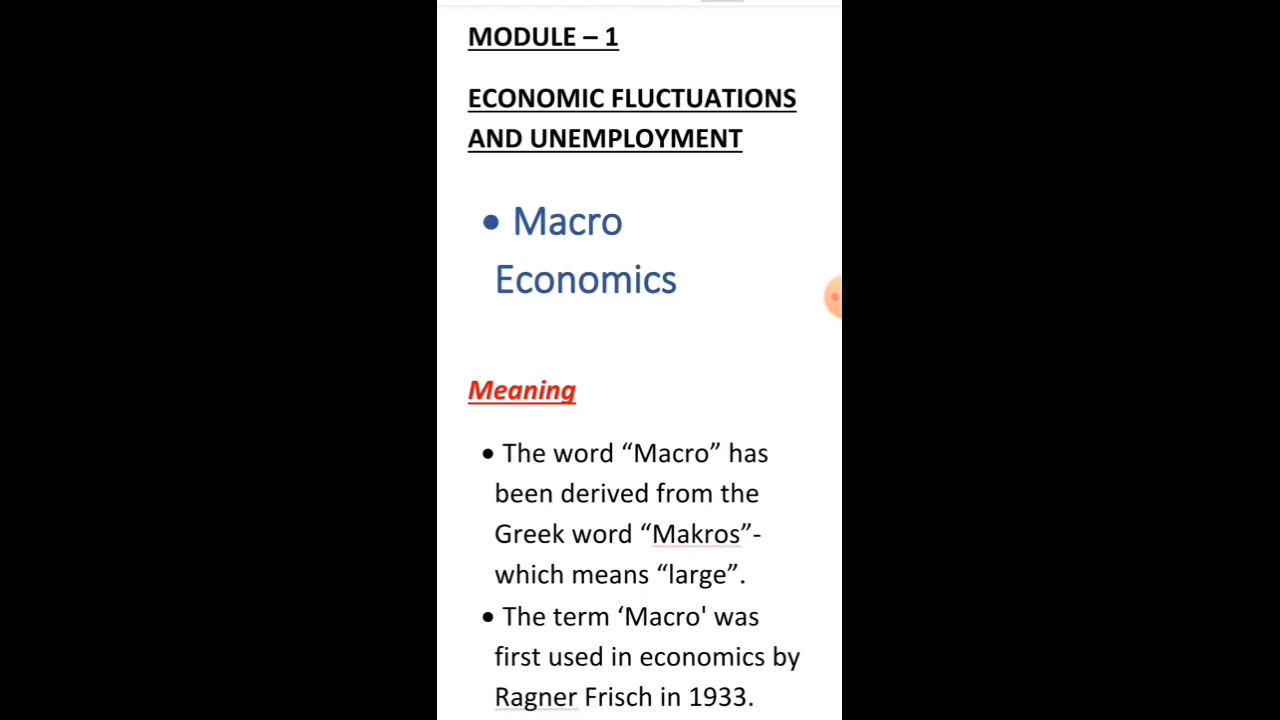 MODULE – 1
ECONOMIC FLUCTUATIONS
AND UNEMPLOYMENT
• Macro
Economics
Meaning
• The word “Macro” has
been derived from the
Greek word “Makros”-
which means “large”.
• The term ‘Macro' was
first used in economics by
Ragner Frisch in 1933.